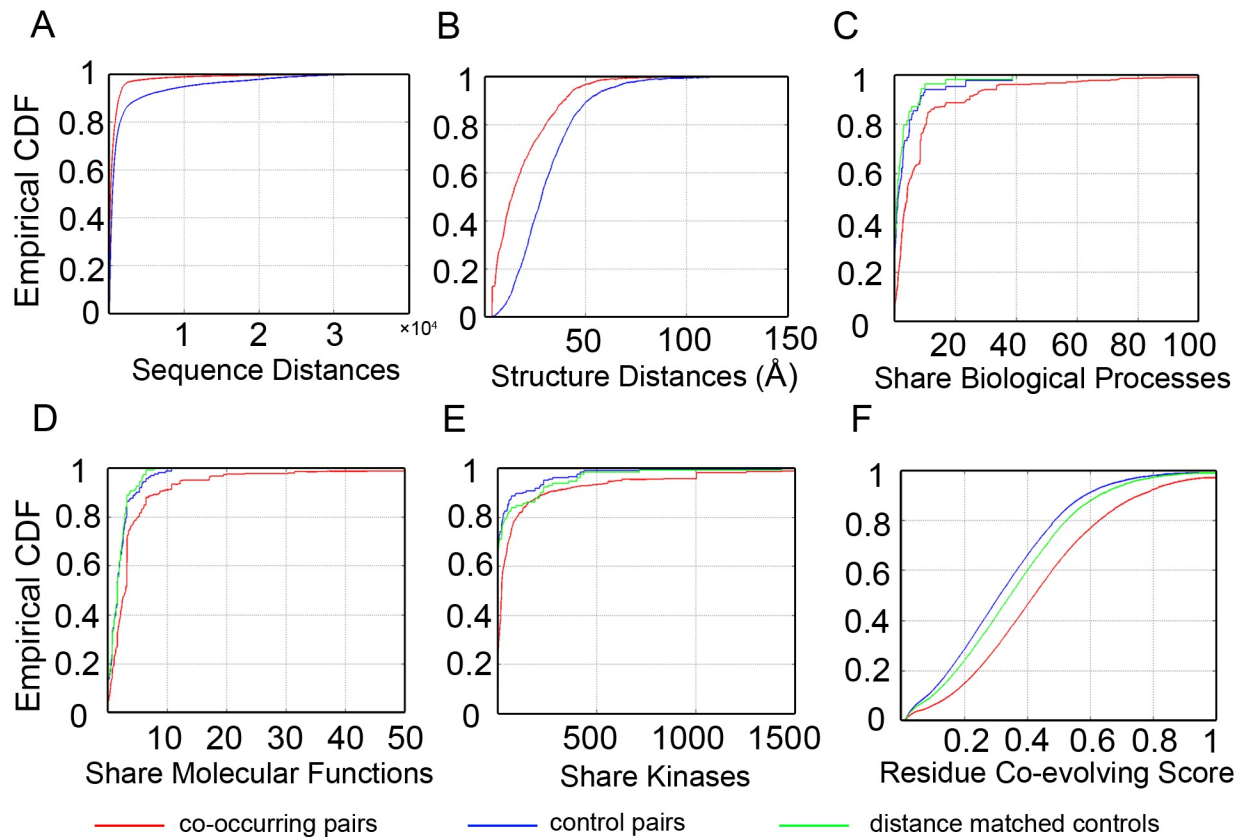 A
B
C
Empirical CDF
1
0.8
0.6
0.4
0.2
0
1 2 3 ×10⁴
Sequence Distances
1
0.8
0.6
0.4
0.2
0
50 100 150
Structure Distances (Å)
1
0.8
0.6
0.4
0.2
0
20 40 60 80 100
Share Biological Processes
D
E
F
Empirical CDF
1
0.8
0.6
0.4
0.2
0
10 20 30 40 50
Share Molecular Functions
1
0.8
0.6
0.4
0.2
0
500 1000 1500
Share Kinases
1
0.8
0.6
0.4
0.2
0
0.2 0.4 0.6 0.8 1
Residue Co-evolving Score
co-occurring pairs
control pairs
distance matched controls